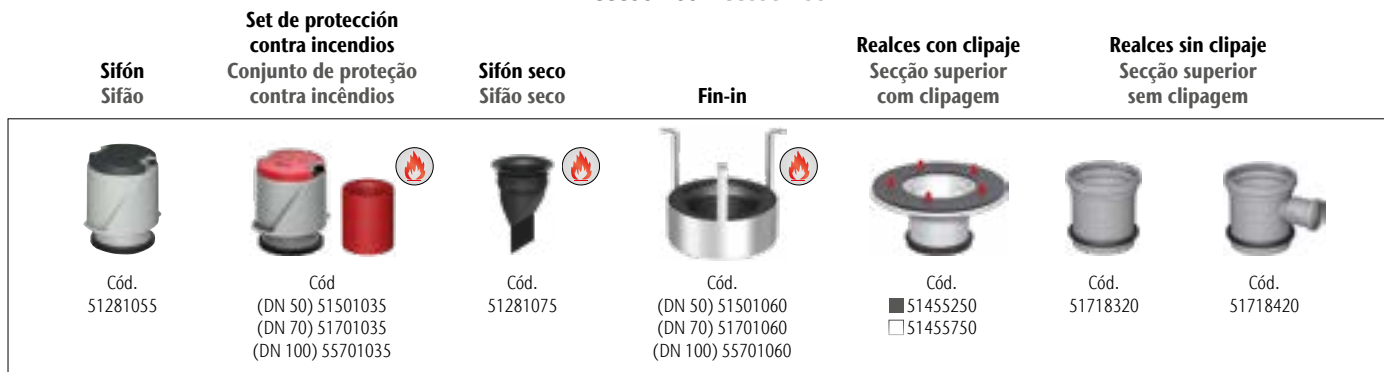 Sifón
Sifão
Set de protección
contra incendios
Conjunto de proteção
contra incêndios
Sifón seco
Sifão seco
Fin-in
Realces con clipaje
Secção superior
com clipagem
Realces sin clipaje
Secção superior
sem clipagem
Cód.
51281055
Cód
(DN 50) 51501035
(DN 70) 51701035
(DN 100) 55701035
Cód.
51281075
Cód.
(DN 50) 51501060
(DN 70) 51701060
(DN 100) 55701060
Cód.
51455250
51455750
Cód.
51718320
Cód.
51718420